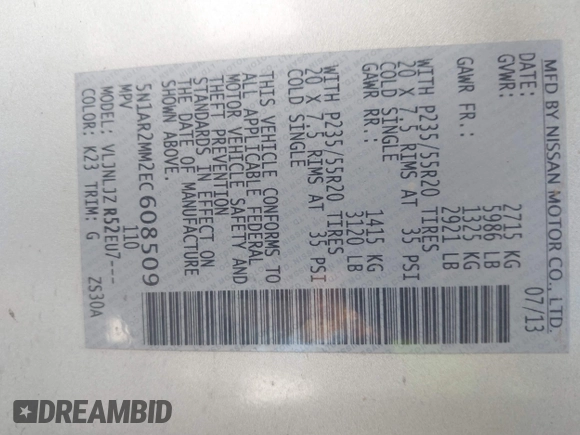 MFD BY NISSAN MOTOR CO., LTD.
DATE: 07/13
GVWR: 2715 KG
5986 LB
GAWR FR.: 1325 KG
2921 LB
WITH P235/55R20 TIRES
20 X 7.5 RIMS AT 35 PSI
COLD SINGLE
GAWR RR.: 1415 KG
3120 LB
WITH P235/55R20 TIRES
20 X 7.5 RIMS AT 35 PSI
COLD SINGLE
THIS VEHICLE CONFORMS TO
ALL APPLICABLE FEDERAL
MOTOR VEHICLE SAFETY AND
THEFT PREVENTION
STANDARDS IN EFFECT ON
THE DATE OF MANUFACTURE
SHOWN ABOVE.
5N1AR2MM2EC608509
MPV 110
MODEL: VLJNLJZ R52EU7---
COLOR: K23 TRIM: G ZS30A
DREAMBID